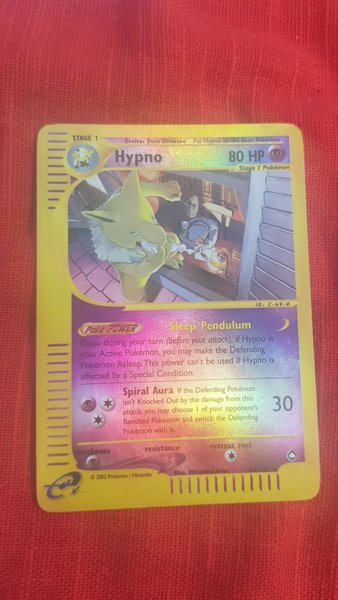 STAGE 1
Evolves from Drowzee Put Hypno on the Basic Pokémon
Hypno 80 HP
Stage 1 Pokémon
ID: C-69-#
POKé-POWER Sleep Pendulum
Once during your turn (before your attack), if Hypno is
your Active Pokémon, you may make the Defending
Pokémon Asleep. This power can't be used if Hypno is
affected by a Special Condition.
Spiral Aura If the Defending Pokémon
isn't Knocked Out by the damage from this
attack, you may choose 1 of your opponent's
Benched Pokémon and switch the Defending
Pokémon with it.
30
weakness resistance retreat cost
Illus.
e
© 2002 Pokémon / Nintendo